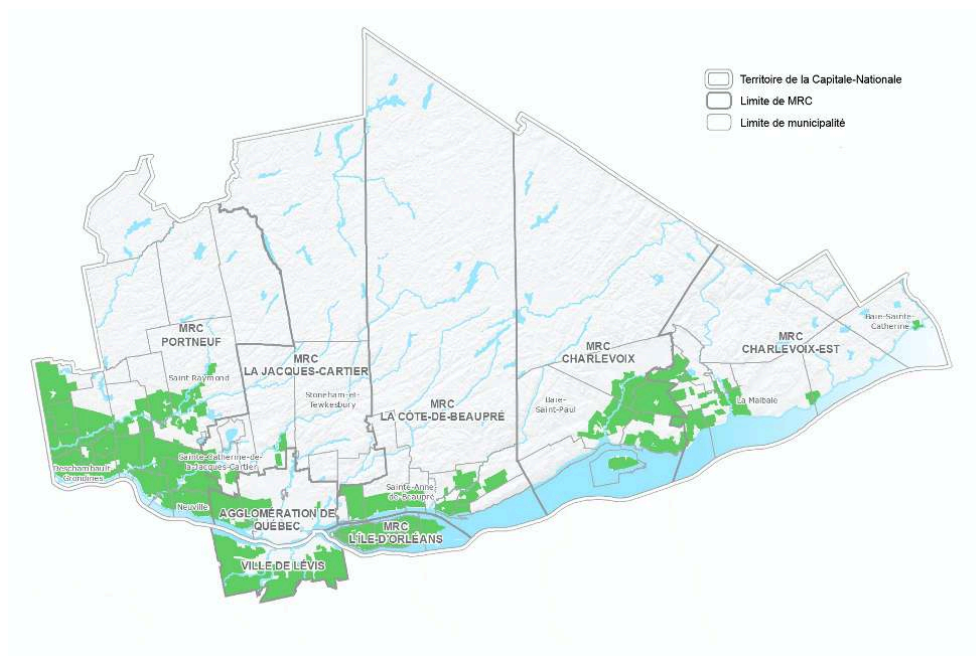 Territoire de la Capitale-Nationale
Limite de MRC
Limite de municipalité
MRC
PORTNEUF
Saint Raymond
MRC
LA JACQUES-CARTIER
Stoneham-et-
Tewkesbury
MRC
LA CÔTE-DE-BEAUPRÉ
MRC
CHARLEVOIX
Baie-
Saint-Paul
MRC
CHARLEVOIX-EST
Baie-Sainte-
Catherine
La Malbaie
Deschambault-
Grondines
Sainte-Catherine-de-
la-Jacques-Cartier
Neuville
AGGLOMÉRATION DE
QUÉBEC
Sainte-Anne-
de-Beaupré
MRC
L'ÎLE-D'ORLÉANS
VILLE DE LÉVIS